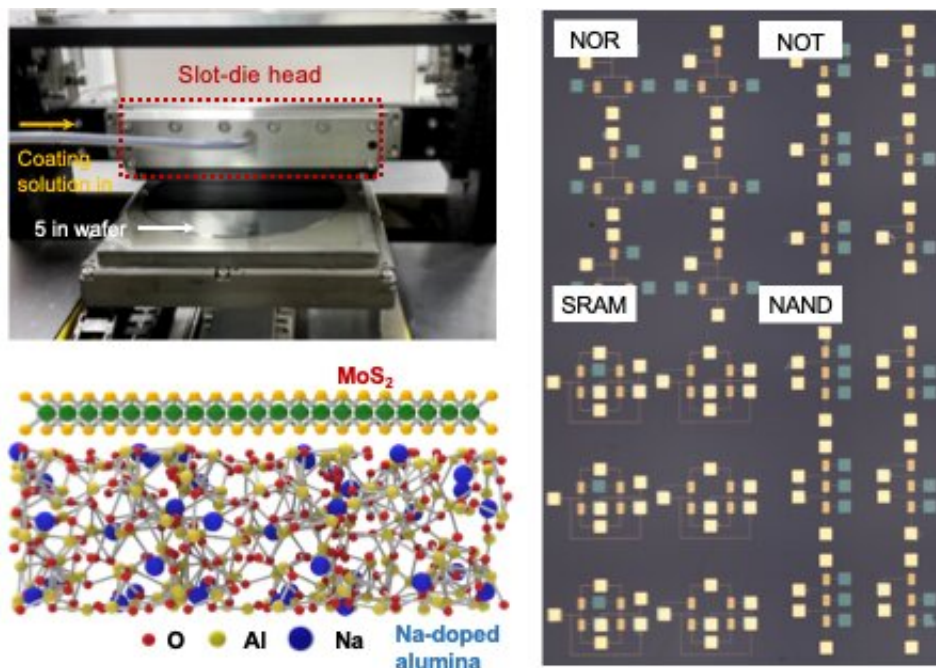 Slot-die head
Coating
solution in
5 in wafer
MoS₂
O Al Na Na-doped
alumina
NOR NOT
SRAM NAND